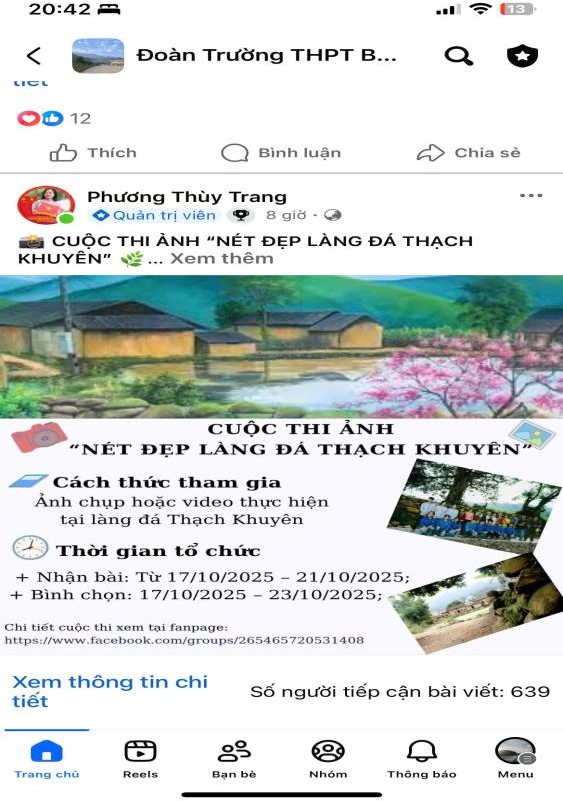 20:42
13
Đoàn Trường THPT B...
tiết
12
Thích
Bình luận
Chia sẻ
Phương Thùy Trang
Quản trị viên
8 giờ ·
📸 CUỘC THI ẢNH “NÉT ĐẸP LÀNG ĐÁ THẠCH
KHUYÊN” 🌿 ... Xem thêm
CUỘC THI ẢNH
“NÉT ĐẸP LÀNG ĐÁ THẠCH KHUYÊN”
Cách thức tham gia
Ảnh chụp hoặc video thực hiện
tại làng đá Thạch Khuyên
Thời gian tổ chức
+ Nhận bài: Từ 17/10/2025 – 21/10/2025;
+ Bình chọn: 17/10/2025 – 23/10/2025;
Chi tiết cuộc thi xem tại fanpage:
https://www.facebook.com/groups/265465720531408
Xem thông tin chi
tiết
Số người tiếp cận bài viết: 639
Trang chủ
Reels
Bạn bè
Nhóm
Thông báo
Menu